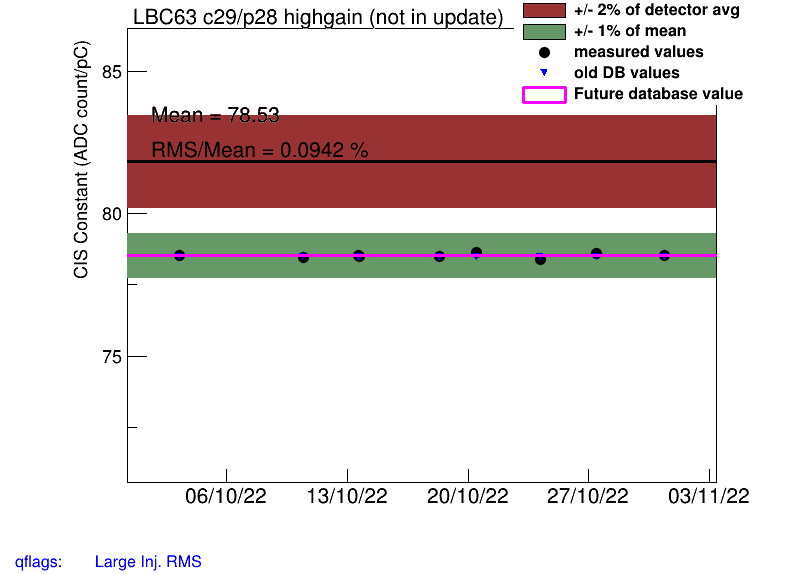 LBC63 c29/p28 highgain (not in update)
+/- 2% of detector avg
+/- 1% of mean
measured values
old DB values
Future database value
CIS Constant (ADC count/pC)
85
80
75
Mean = 78.53
RMS/Mean = 0.0942 %
06/10/22 13/10/22 20/10/22 27/10/22 03/11/22
qflags: Large Inj. RMS